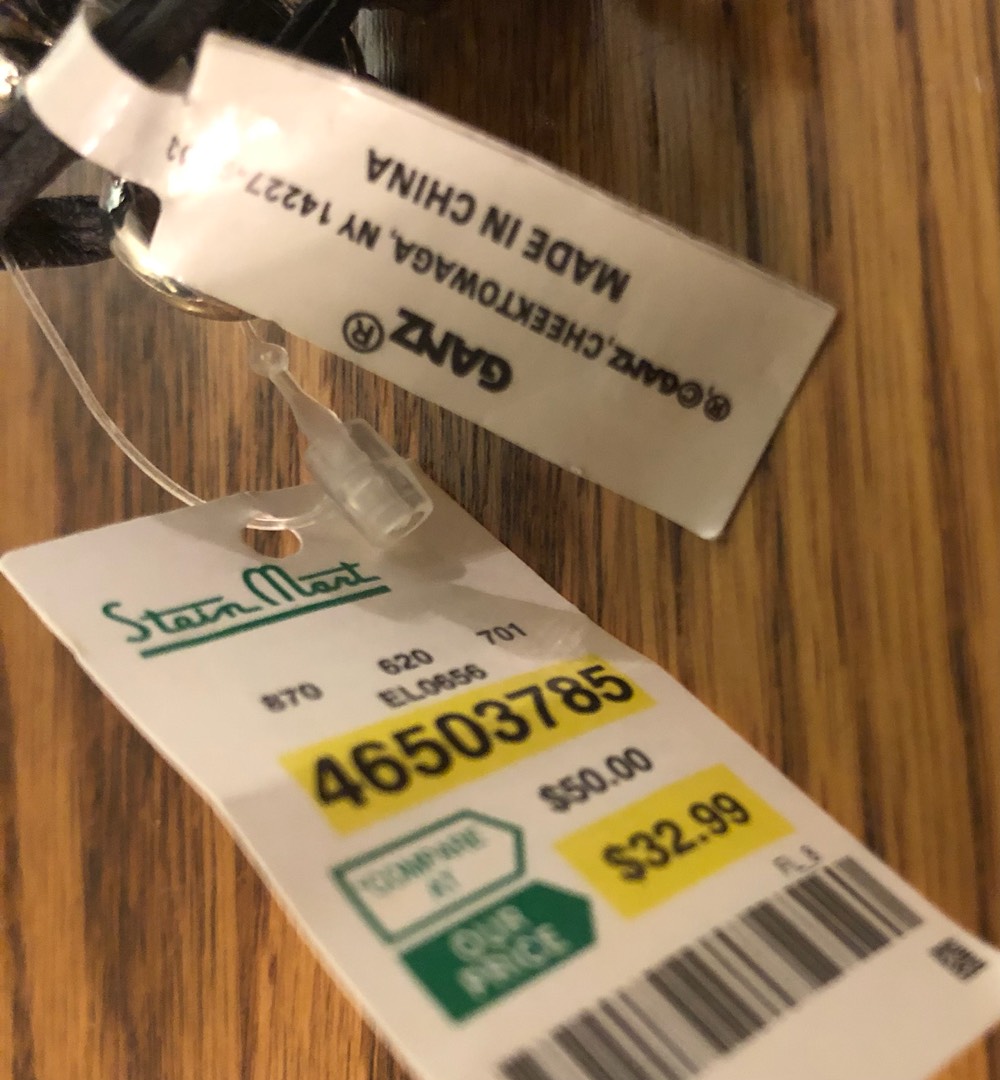 GANZ®
®,©GANZ, CHEEKTOWAGA, NY 14227
MADE IN CHINA
Stein Mart
870 620 701
EL0656
46503785
$50.00
"COMPARE
AT
$32.99
OUR
PRICE
FL_5